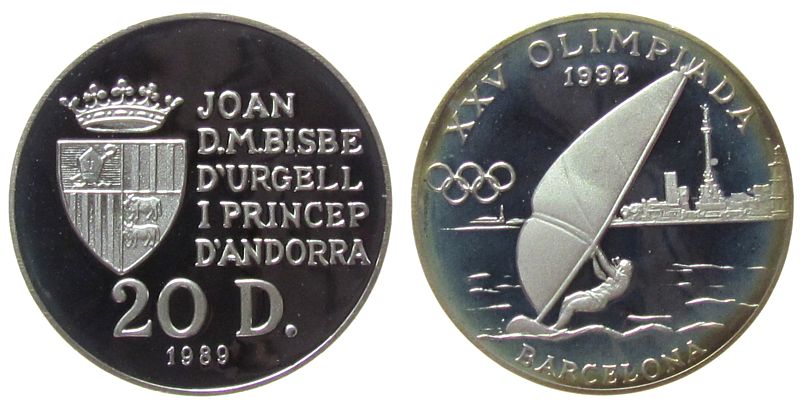 JOAN
D.M.BISBE
D'URGELL
I PRINCEP
D'ANDORRA
20 D.
1989
XXV OLIMPIADA
1992
BARCELONA